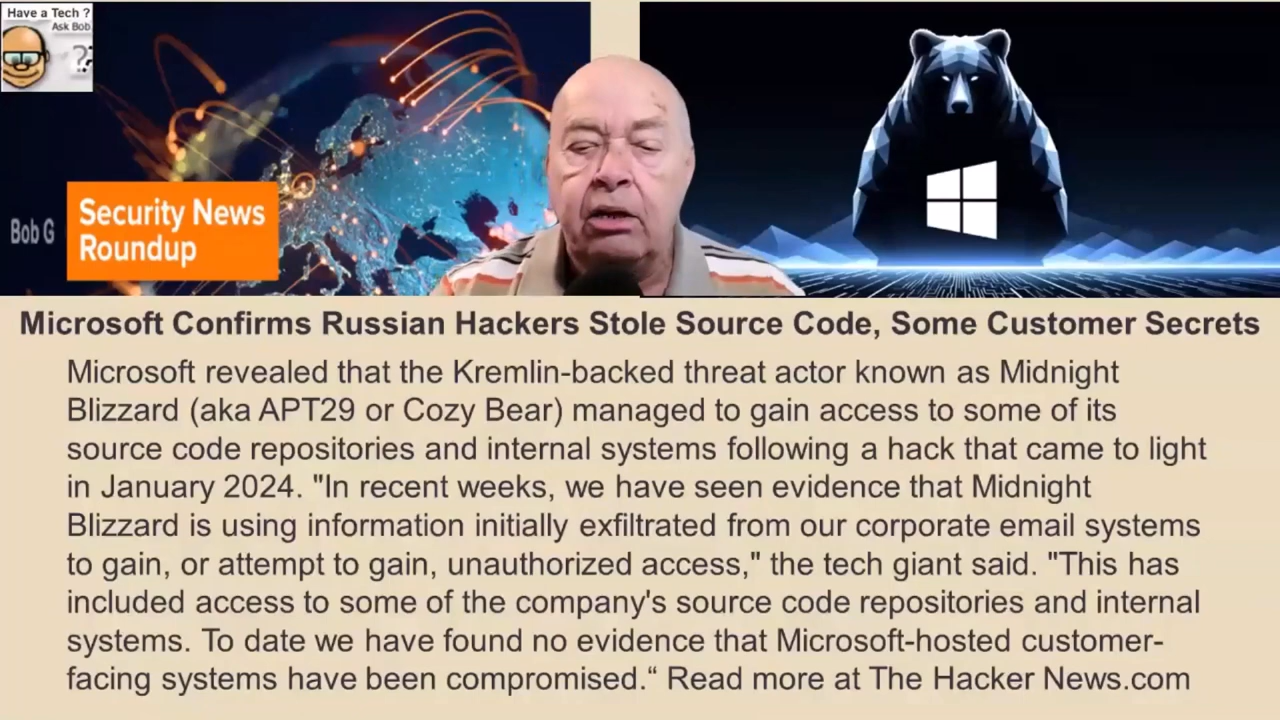 Have a Tech ?
Ask Bob
??
Bob G
Security News
Roundup
Microsoft Confirms Russian Hackers Stole Source Code, Some Customer Secrets
Microsoft revealed that the Kremlin-backed threat actor known as Midnight
Blizzard (aka APT29 or Cozy Bear) managed to gain access to some of its
source code repositories and internal systems following a hack that came to light
in January 2024. "In recent weeks, we have seen evidence that Midnight
Blizzard is using information initially exfiltrated from our corporate email systems
to gain, or attempt to gain, unauthorized access," the tech giant said. "This has
included access to some of the company's source code repositories and internal
systems. To date we have found no evidence that Microsoft-hosted customer-
facing systems have been compromised.“ Read more at The Hacker News.com